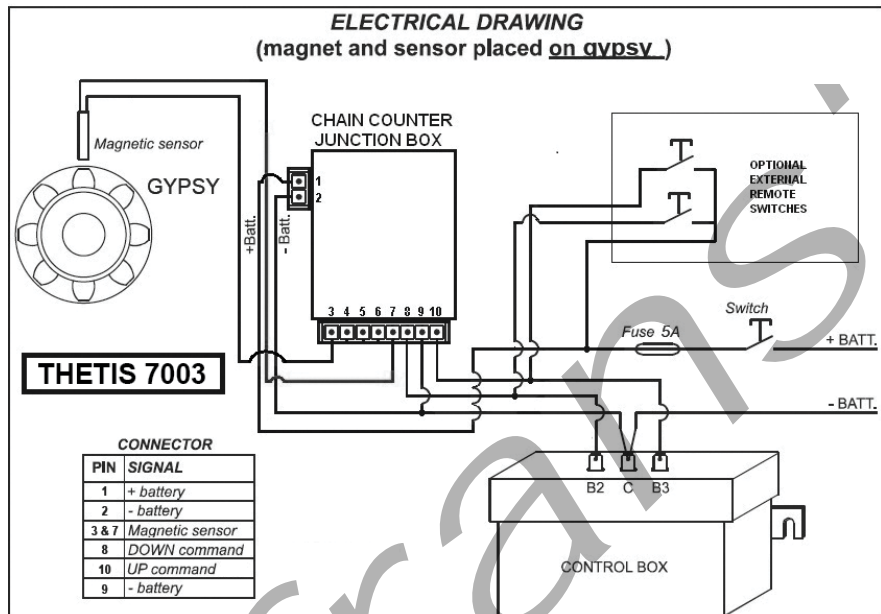 ELECTRICAL DRAWING
(magnet and sensor placed on gypsy )
Magnetic sensor
GYPSY
CHAIN COUNTER
JUNCTION BOX
1
2
+Batt.
- Batt.
3 4 5 6 7 8 9 10
OPTIONAL
EXTERNAL
REMOTE
SWITCHES
Switch
Fuse 5A
+ BATT.
- BATT.
THETIS 7003
CONNECTOR
PIN SIGNAL
1 + battery
2 - battery
3 & 7 Magnetic sensor
8 DOWN command
10 UP command
9 - battery
B2 C B3
CONTROL BOX
frans